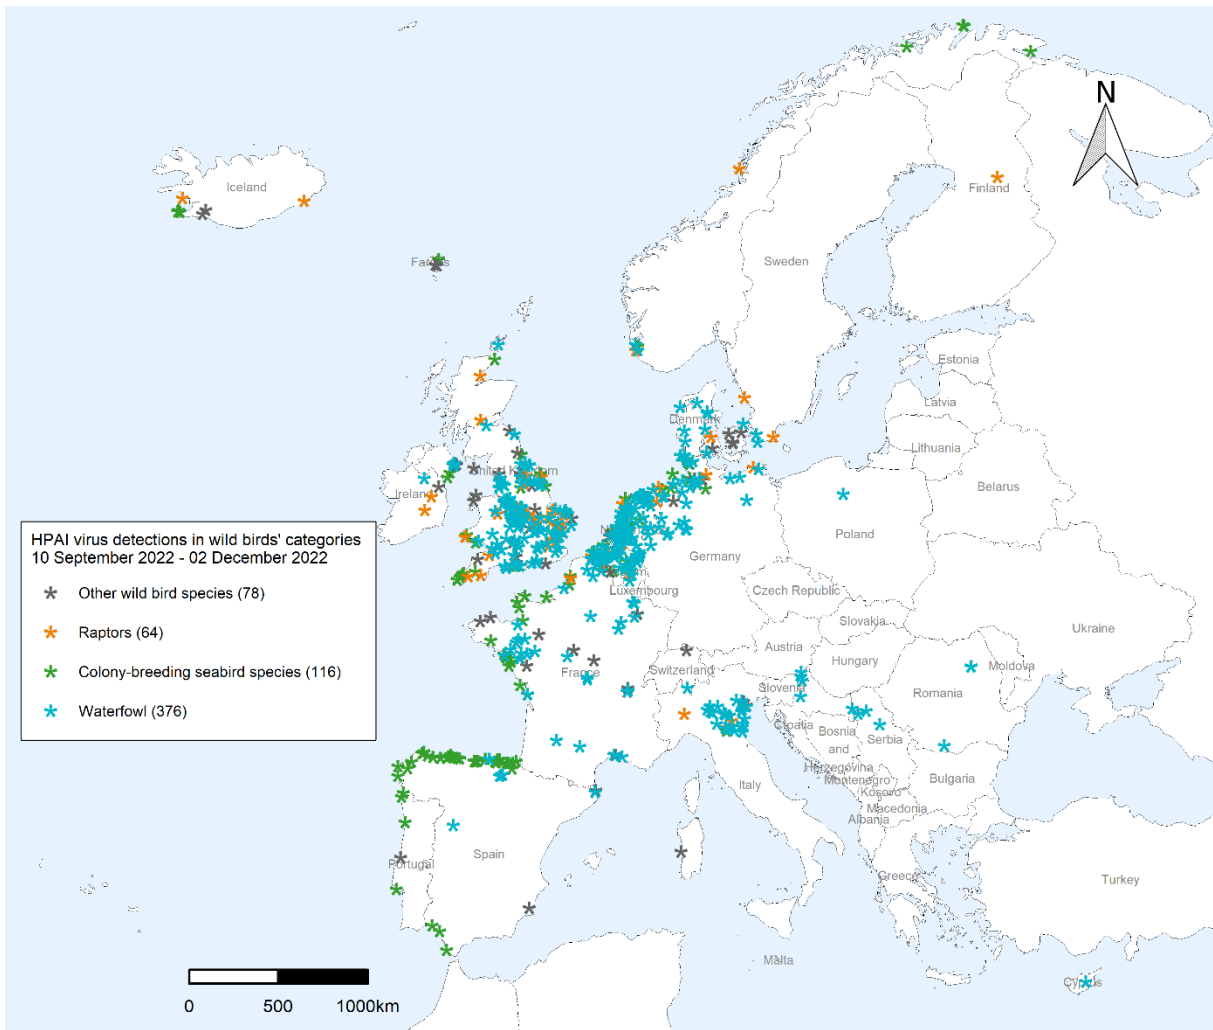 N
Iceland
Finland
Faroes
Sweden
Estonia
Latvia
Denmark
Lithuania
United Kingdom
Ireland
Belarus
Poland
Germany
Luxembourg
Czech Republic
Slovakia
Ukraine
Austria
Hungary
Moldova
France
Switzerland
Slovenia
Romania
Croatia
Bosnia
and
Herzegovina
Serbia
Montenegro
Kosovo
Bulgaria
Italy
Macedonia
Albania
Portugal
Spain
Greece
Turkey
Malta
Cyprus
HPAI virus detections in wild birds' categories
10 September 2022 - 02 December 2022
Other wild bird species (78)
Raptors (64)
Colony-breeding seabird species (116)
Waterfowl (376)
0 500 1000km